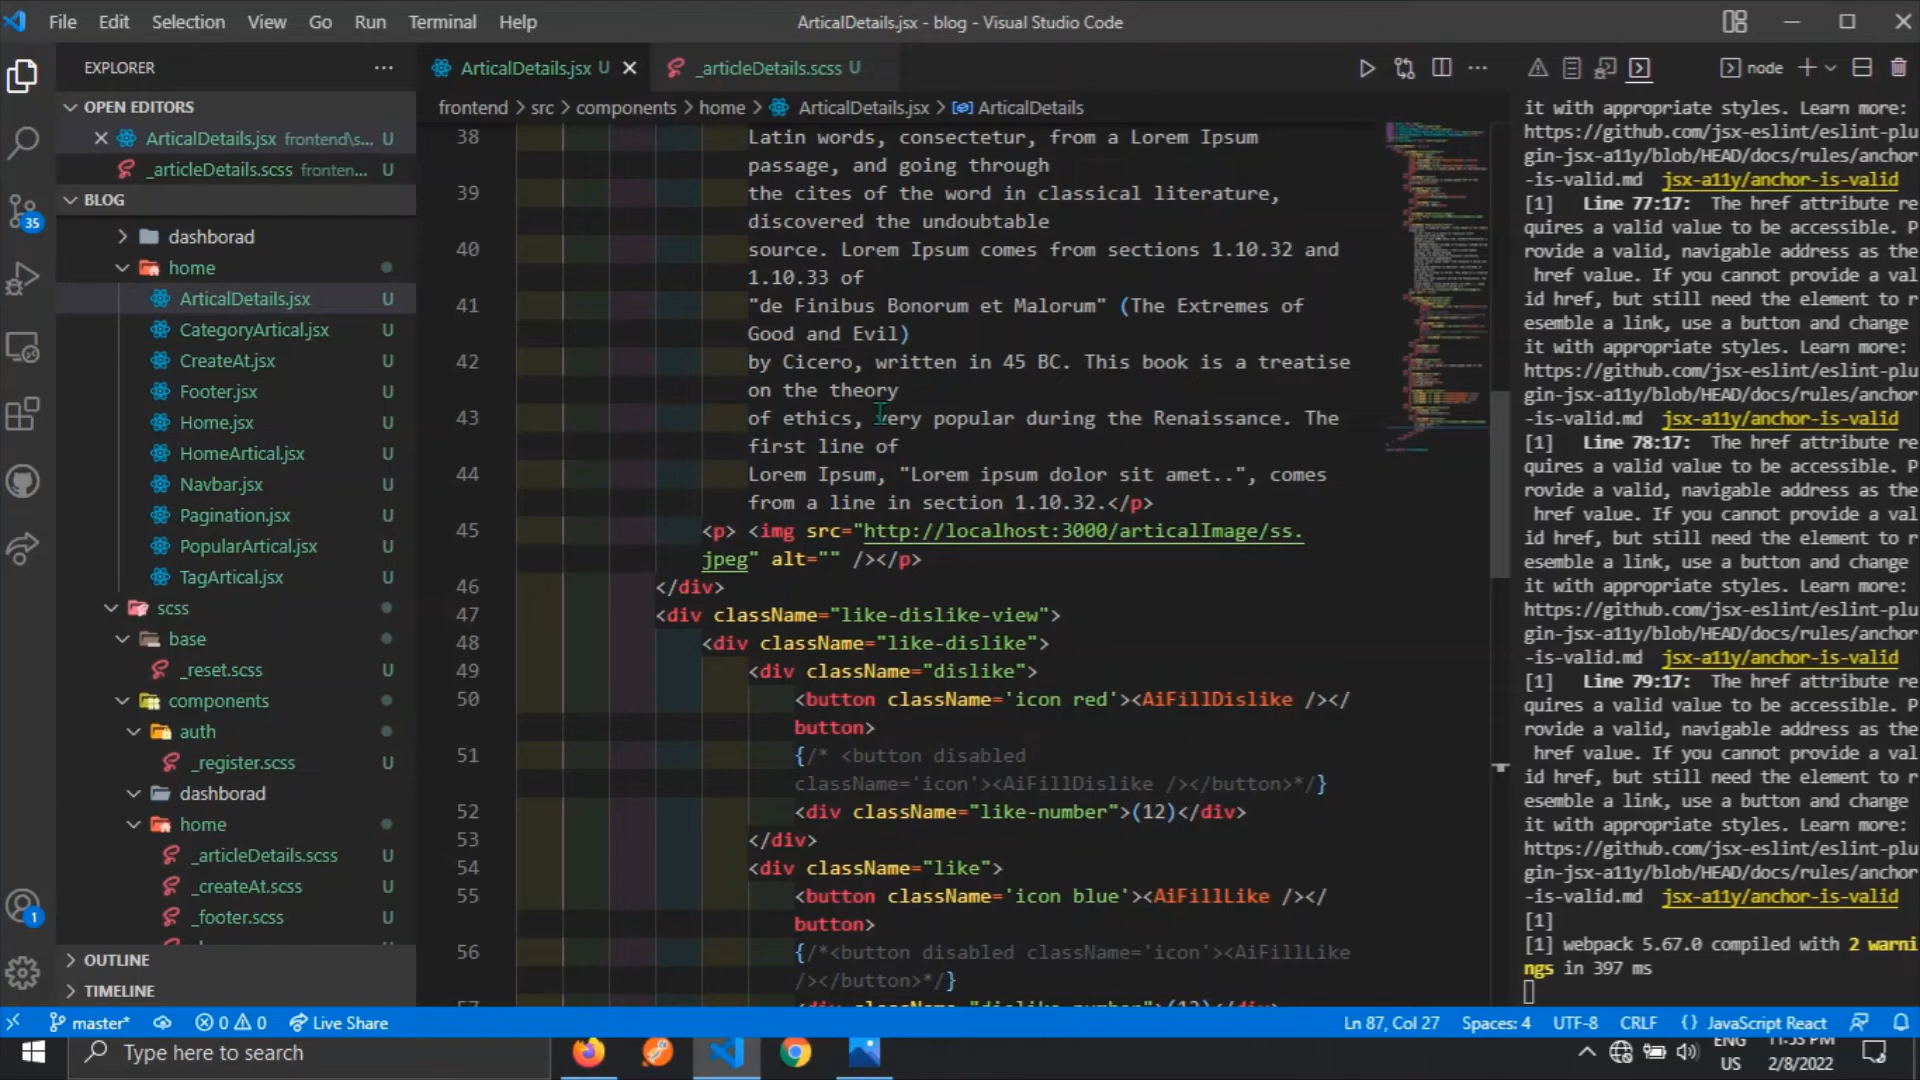 File Edit Selection View Go Run Terminal Help
ArticalDetails.jsx - blog - Visual Studio Code
EXPLORER
OPEN EDITORS
ArticalDetails.jsx frontend\s... U
_articleDetails.scss fronten... U
BLOG
dashborad
home
ArticalDetails.jsx U
CategoryArtical.jsx U
CreateAt.jsx U
Footer.jsx U
Home.jsx U
HomeArtical.jsx U
Navbar.jsx U
Pagination.jsx U
PopularArtical.jsx U
TagArtical.jsx U
scss
base
_reset.scss U
components
auth
_register.scss U
dashborad
home
_articleDetails.scss U
_createAt.scss U
_footer.scss U
OUTLINE
TIMELINE
35
1
ArticalDetails.jsx U
_articleDetails.scss U
frontend > src > components > home > ArticalDetails.jsx > ArticalDetails
38 Latin words, consectetur, from a Lorem Ipsum
passage, and going through
39 the cites of the word in classical literature,
discovered the undoubtable
40 source. Lorem Ipsum comes from sections 1.10.32 and
1.10.33 of
41 "de Finibus Bonorum et Malorum" (The Extremes of
Good and Evil)
42 by Cicero, written in 45 BC. This book is a treatise
on the theory
43 of ethics, very popular during the Renaissance. The
first line of
44 Lorem Ipsum, "Lorem ipsum dolor sit amet..", comes
from a line in section 1.10.32.</p>
45 <p> <img src="http://localhost:3000/articalImage/ss.
jpeg" alt="" /></p>
46 </div>
47 <div className="like-dislike-view">
48 <div className="like-dislike">
49 <div className="dislike">
50 <button className='icon red'><AiFillDislike /></
button>
51 {/* <button disabled
className='icon'><AiFillDislike /></button>*/}
52 <div className="like-number">(12)</div>
53 </div>
54 <div className="like">
55 <button className='icon blue'><AiFillLike /></
button>
56 {/*<button disabled className='icon'><AiFillLike
/></button>*/}
node
it with appropriate styles. Learn more:
https://github.com/jsx-eslint/eslint-plu
gin-jsx-a11y/blob/HEAD/docs/rules/anchor
-is-valid.md jsx-a11y/anchor-is-valid
[1] Line 77:17: The href attribute re
quires a valid value to be accessible. P
rovide a valid, navigable address as the
href value. If you cannot provide a val
id href, but still need the element to r
esemble a link, use a button and change
it with appropriate styles. Learn more:
https://github.com/jsx-eslint/eslint-plu
gin-jsx-a11y/blob/HEAD/docs/rules/anchor
-is-valid.md jsx-a11y/anchor-is-valid
[1] Line 78:17: The href attribute re
quires a valid value to be accessible. P
rovide a valid, navigable address as the
href value. If you cannot provide a val
id href, but still need the element to r
esemble a link, use a button and change
it with appropriate styles. Learn more:
https://github.com/jsx-eslint/eslint-plu
gin-jsx-a11y/blob/HEAD/docs/rules/anchor
-is-valid.md jsx-a11y/anchor-is-valid
[1] Line 79:17: The href attribute re
quires a valid value to be accessible. P
rovide a valid, navigable address as the
href value. If you cannot provide a val
id href, but still need the element to r
esemble a link, use a button and change
it with appropriate styles. Learn more:
https://github.com/jsx-eslint/eslint-plu
gin-jsx-a11y/blob/HEAD/docs/rules/anchor
-is-valid.md jsx-a11y/anchor-is-valid
[1]
[1] webpack 5.67.0 compiled with 2 warni
ngs in 397 ms
master* 0 0 Live Share
Ln 87, Col 27 Spaces: 4 UTF-8 CRLF {} JavaScript React
Type here to search
ENG
US
11:53 PM
2/8/2022